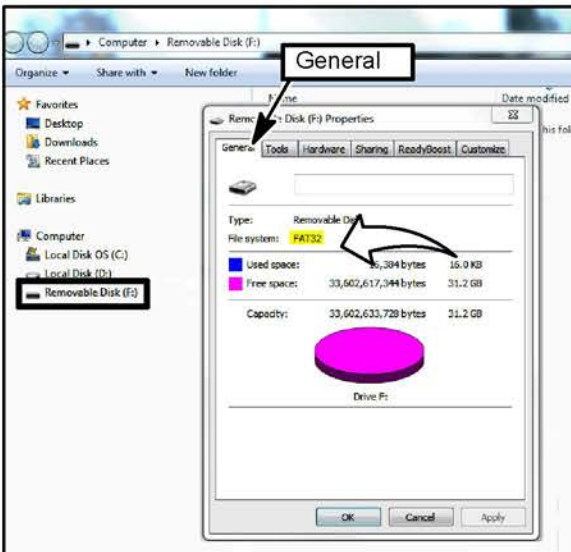 Computer ▸ Removable Disk (F:)
General
Organize Share with New folder
Date modified
Favorites
Desktop
Downloads
Recent Places
Libraries
Computer
Local Disk OS (C:)
Local Disk (D:)
Removable Disk (F:)
Disk (F:) Properties
General Tools Hardware Sharing ReadyBoost Customize
Type: Removable
File system: FAT32
Used space: bytes 16.0 KB
Free space: 33,602,617,344 bytes 31.2 GB
Capacity: 33,602,633,728 bytes 31.2 GB
Drive F:
OK Cancel Apply